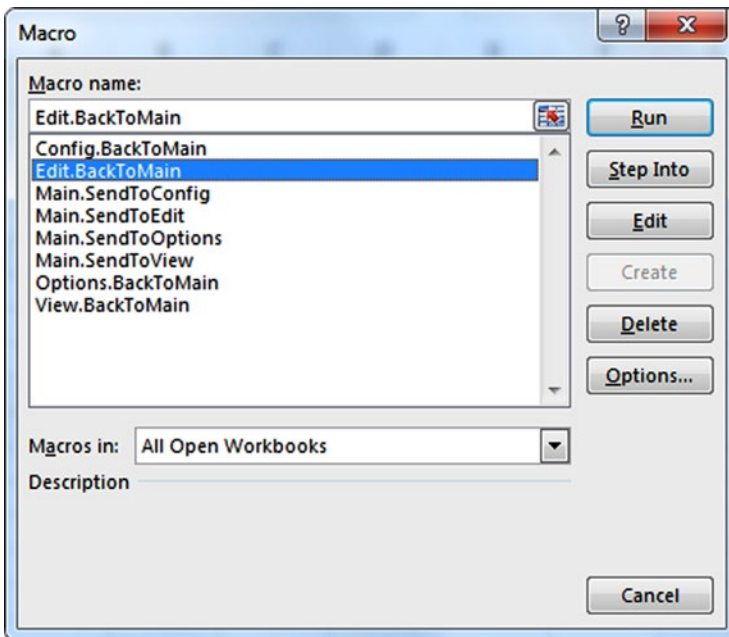 Macro
?
X
Macro name:
Edit.BackToMain
Config.BackToMain
Edit.BackToMain
Main.SendToConfig
Main.SendToEdit
Main.SendToOptions
Main.SendToView
Options.BackToMain
View.BackToMain
Run
Step Into
Edit
Create
Delete
Options...
Macros in: All Open Workbooks
Description
Cancel